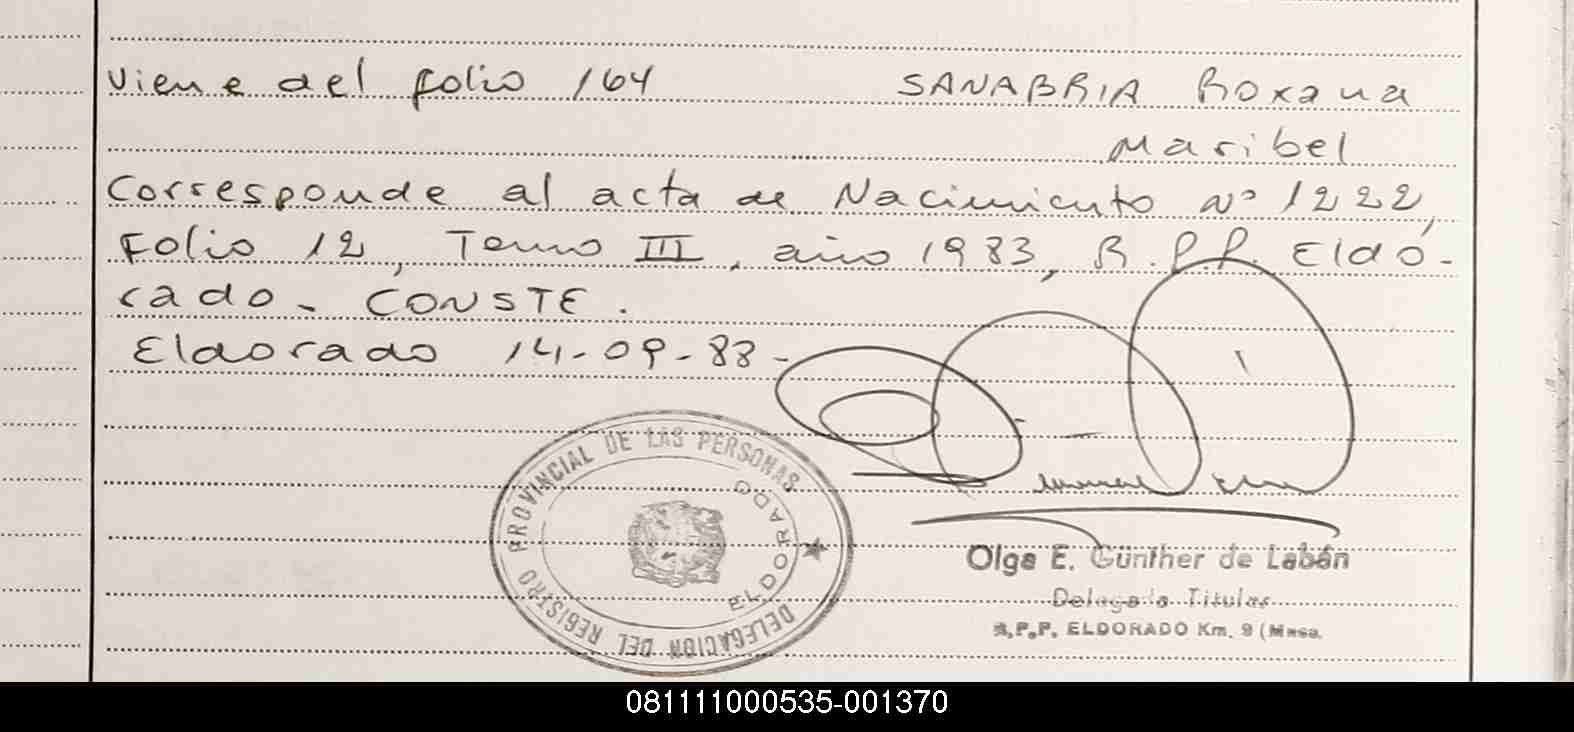 Viene del folio 164 SANABRIA Roxana
Maribel
Corresponde al acta de Nacimiento Nº 1222,
Folio 12, Tomo III, año 1983, R.P.P. Eldo-
rado - CONSTE.
Eldorado 14-09-88-
DELEGACION DEL REGISTRO PROVINCIAL DE LAS PERSONAS
ELDORADO
Olga E. Günther de Labán
Delegada Titular
R.P.P. ELDORADO Km. 9 (Mnes.
081111000535-001370